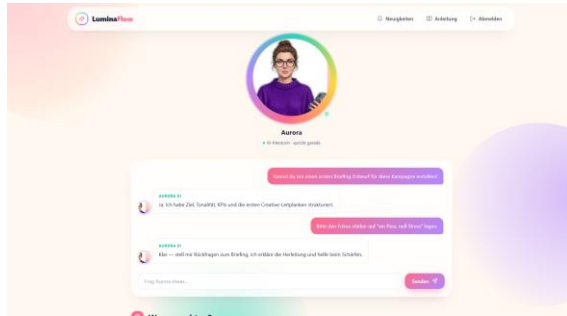 LuminaFlow
Neuigkeiten
Anleitung
Abmelden
Aurora
KI-Mentorin · spricht gerade
Kannst du mir einen ersten Briefing-Entwurf für diese Kampagne erstellen?
AURORA KI
Ja. Ich habe Ziel, Tonalität, KPIs und die ersten Creative-Leitplanken strukturiert.
Bitte den Fokus stärker auf "ein Pass, null Stress" legen.
AURORA KI
Klar — stell mir Rückfragen zum Briefing, ich erkläre die Herleitung und helfe beim Schärfen.
Frag Aurora etwas...
Senden